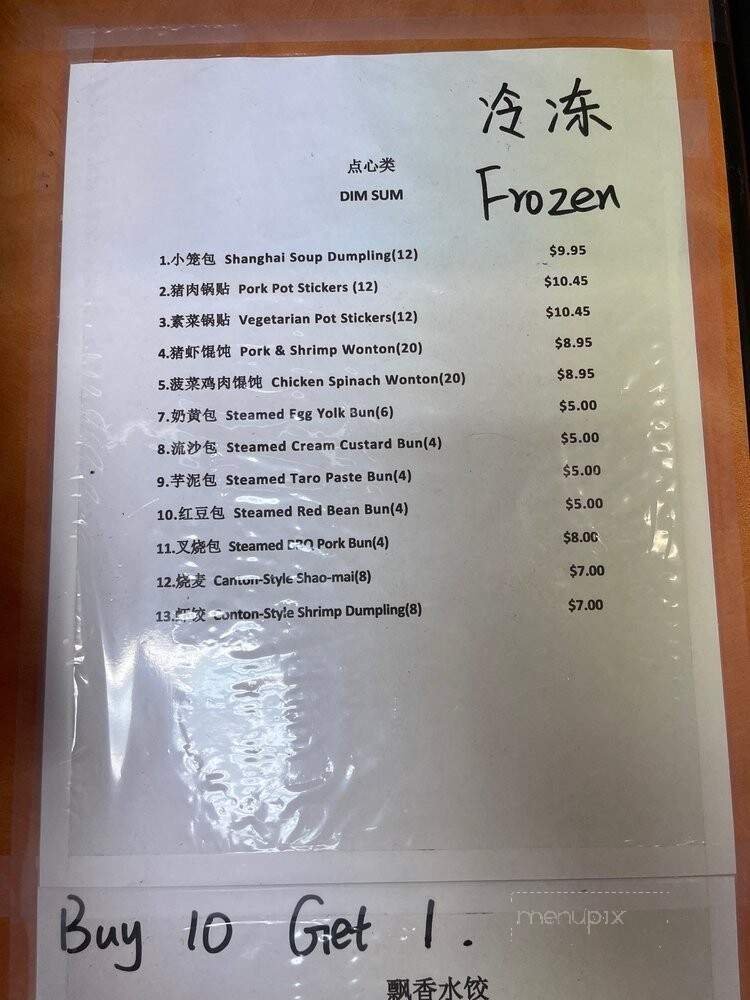 冷冻
点心类
DIM SUM
Frozen
1.小笼包 Shanghai Soup Dumpling(12) $9.95
2.猪肉锅贴 Pork Pot Stickers (12) $10.45
3.素菜锅贴 Vegetarian Pot Stickers(12) $10.45
4.猪虾馄饨 Pork & Shrimp Wonton(20) $8.95
5.菠菜鸡肉馄饨 Chicken Spinach Wonton(20) $8.95
7.奶黄包 Steamed Egg Yolk Bun(6) $5.00
8.流沙包 Steamed Cream Custard Bun(4) $5.00
9.芋泥包 Steamed Taro Paste Bun(4) $5.00
10.红豆包 Steamed Red Bean Bun(4) $5.00
11.叉烧包 Steamed BBQ Pork Bun(4) $8.00
12.烧麦 Canton-Style Shao-mai(8) $7.00
13.虾饺 Conton-Style Shrimp Dumpling(8) $7.00
Buy 10 Get 1.
menupix
飘香水饺